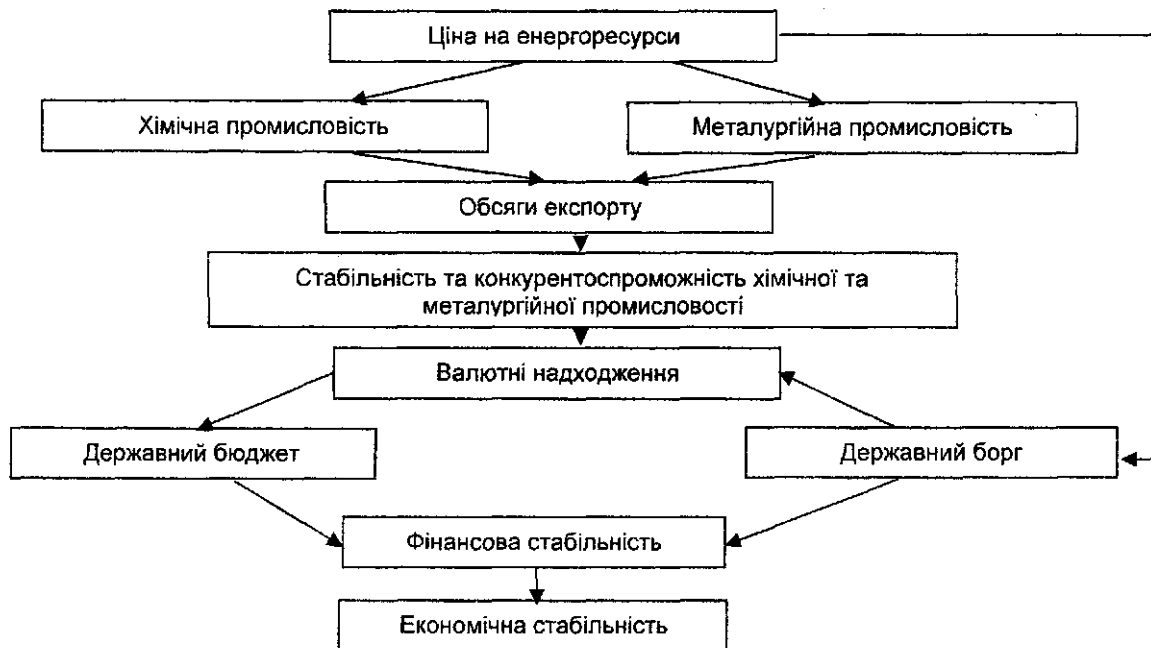 Ціна на енергоресурси
Хімічна промисловість
Металургійна промисловість
Обсяги експорту
Стабільність та конкурентоспроможність хімічної та
металургійної промисловості
Валютні надходження
Державний бюджет
Державний борг
Фінансова стабільність
Економічна стабільність